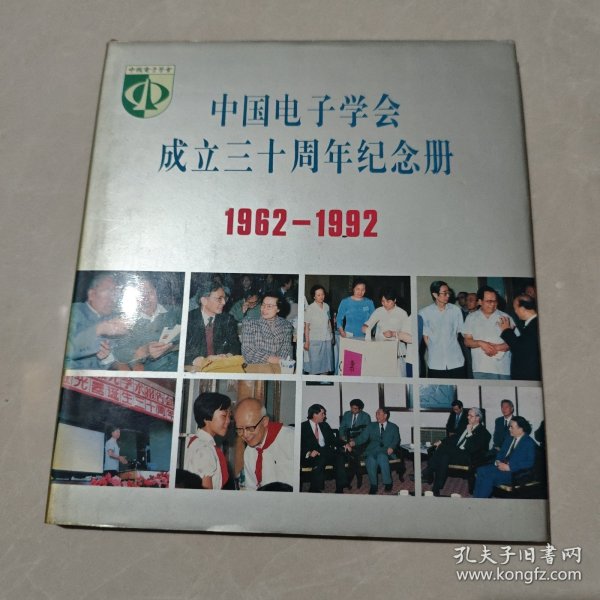 中国电子学会
中国电子学会
成立三十周年纪念册
1962-1992
孔夫子旧书网
www.kongfz.com